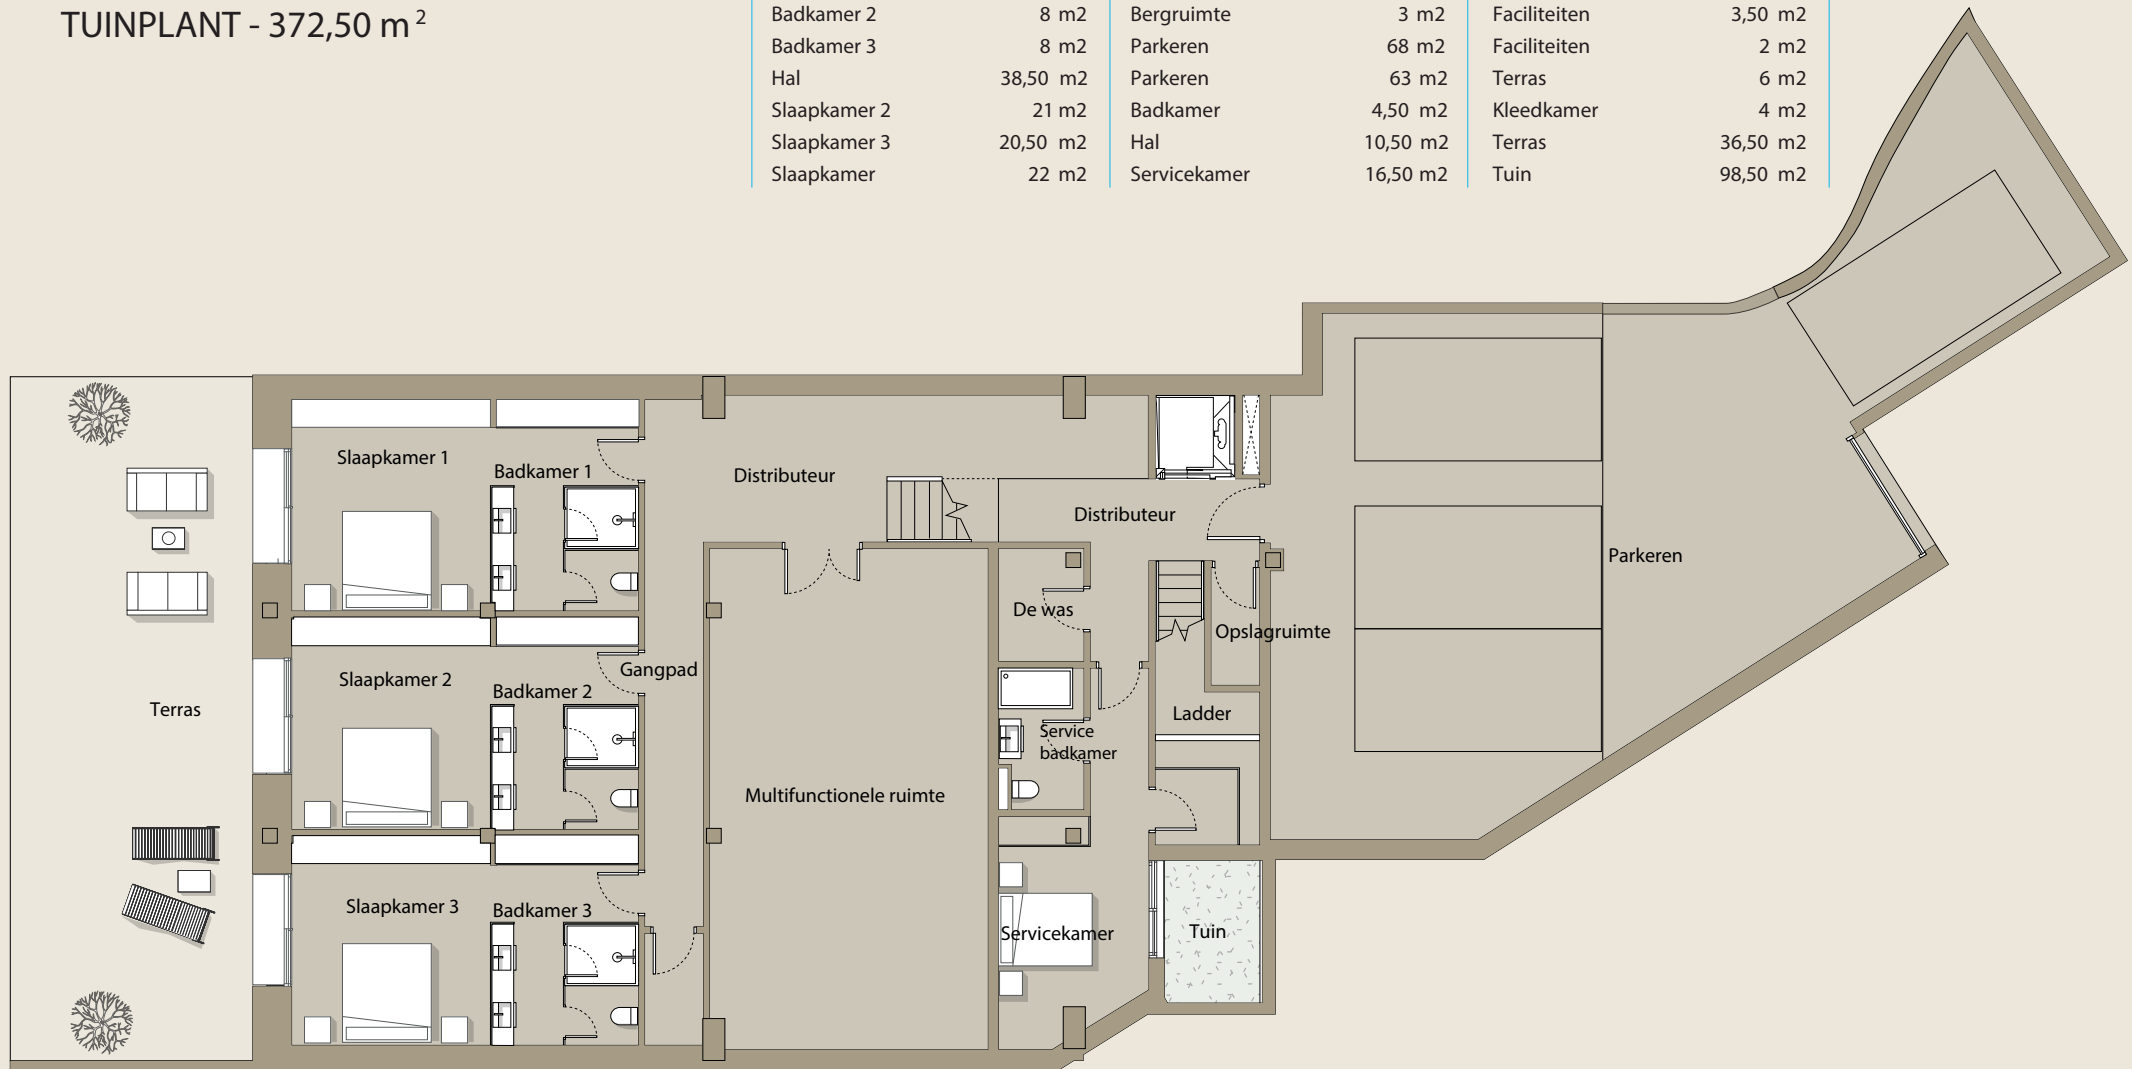 TUINPLANT - 372,50 m²
Badkamer 2 8 m2
Badkamer 3 8 m2
Hal 38,50 m2
Slaapkamer 2 21 m2
Slaapkamer 3 20,50 m2
Slaapkamer 22 m2
Bergruimte 3 m2
Parkeren 68 m2
Parkeren 63 m2
Badkamer 4,50 m2
Hal 10,50 m2
Servicekamer 16,50 m2
Faciliteiten 3,50 m2
Faciliteiten 2 m2
Terras 6 m2
Kleedkamer 4 m2
Terras 36,50 m2
Tuin 98,50 m2
Slaapkamer 1
Badkamer 1
Distributeur
Distributeur
Parkeren
De was
Opslagruimte
Gangpad
Slaapkamer 2
Badkamer 2
Terras
Ladder
Service
badkamer
Multifunctionele ruimte
Slaapkamer 3
Badkamer 3
Servicekamer
Tuin